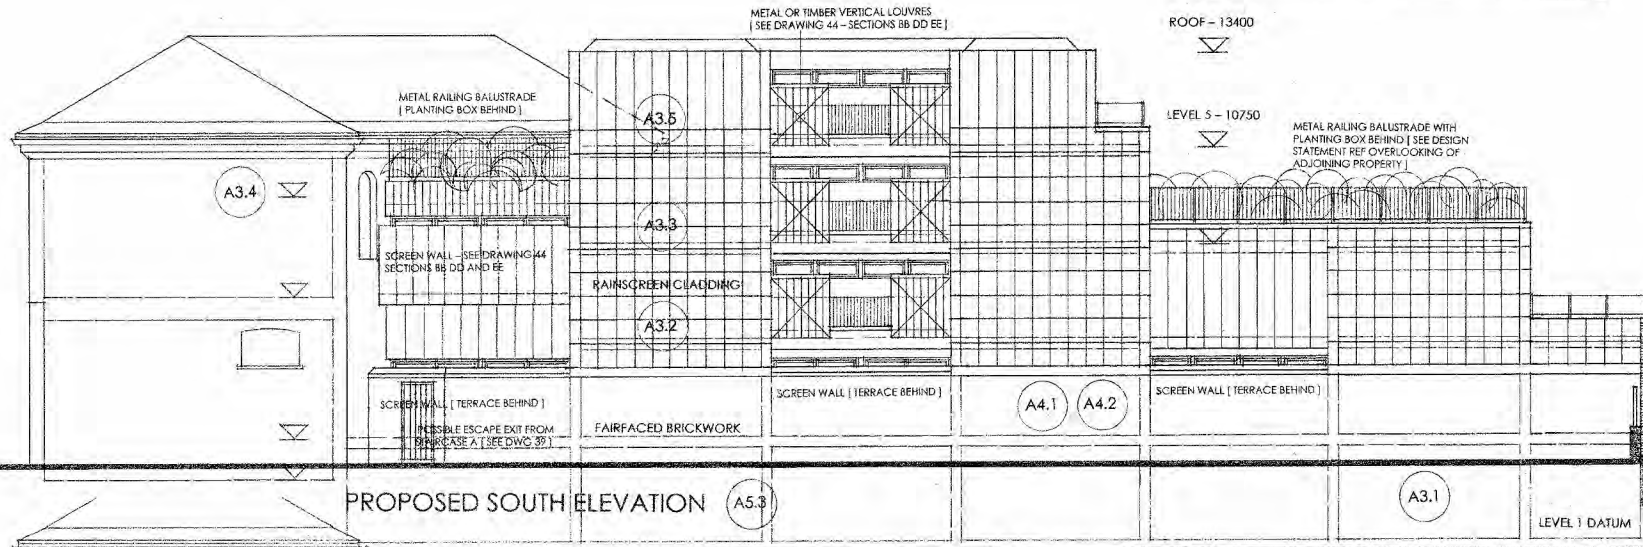 METAL OR TIMBER VERTICAL LOUVRES
[ SEE DRAWING 44 – SECTIONS BB DD EE ]
ROOF – 13400
METAL RAILING BALUSTRADE
[ PLANTING BOX BEHIND ]
A3.5
LEVEL 5 – 10750
METAL RAILING BALUSTRADE WITH
PLANTING BOX BEHIND [ SEE DESIGN
STATEMENT REF OVERLOOKING OF
ADJOINING PROPERTY ]
A3.4
A3.3
SCREEN WALL – SEE DRAWING 44
SECTIONS BB DD AND EE
RAINSCREEN CLADDING
A3.2
SCREEN WALL [ TERRACE BEHIND ]
SCREEN WALL [ TERRACE BEHIND ]
SCREEN WALL [ TERRACE BEHIND ]
A4.1
A4.2
POSSIBLE ESCAPE EXIT FROM
STAIRCASE A [ SEE DWG 39 ]
FAIRFACED BRICKWORK
PROPOSED SOUTH ELEVATION
A5.3
A3.1
LEVEL 1 DATUM